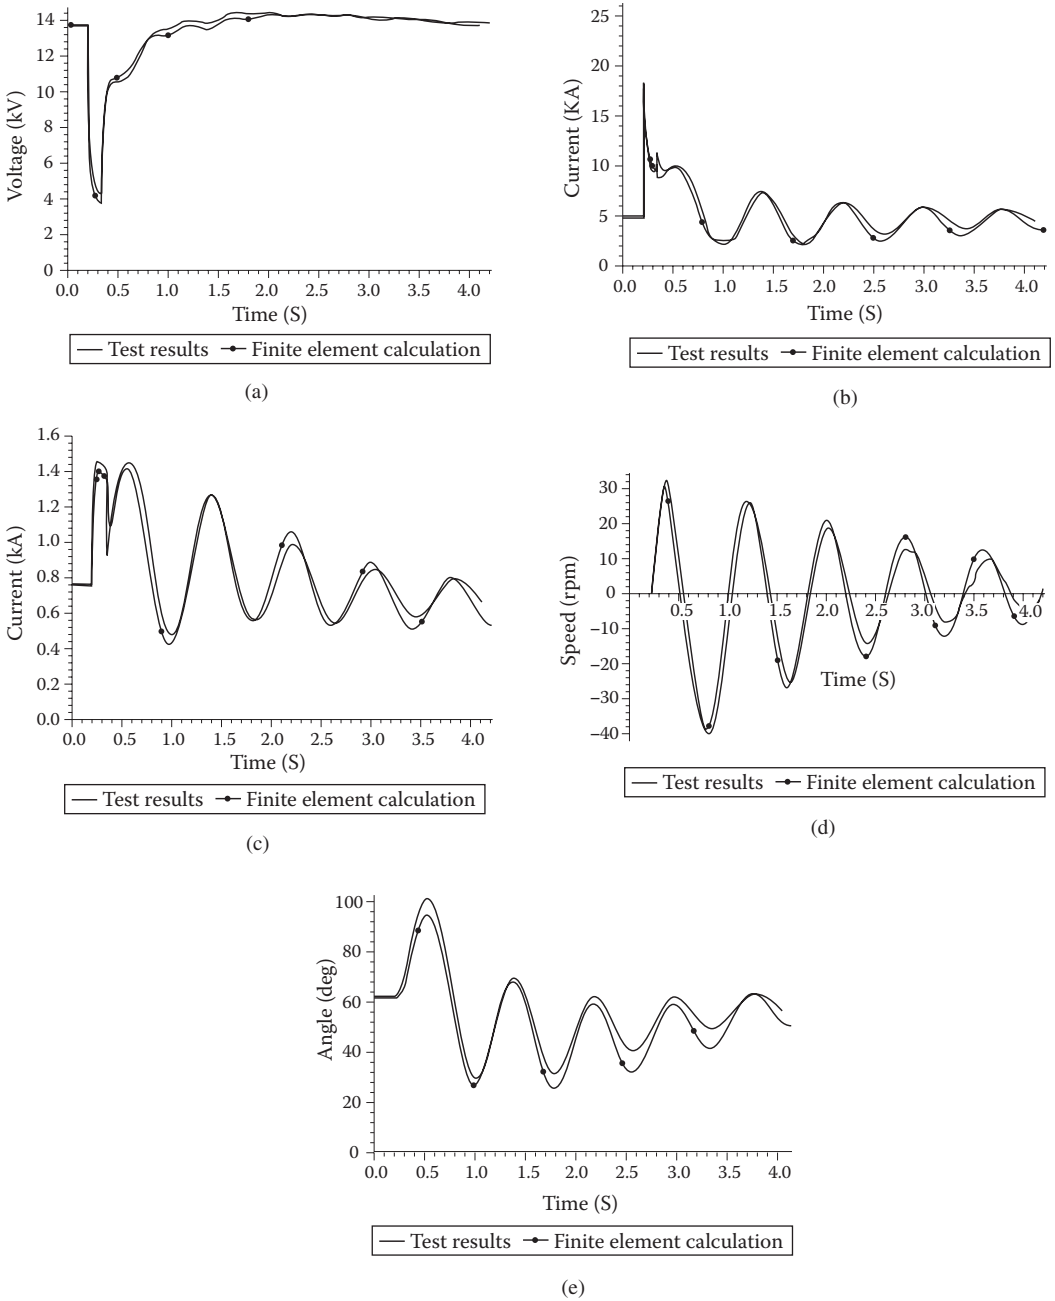 14
12
10
8
6
4
2
0
Voltage (kV)
0.0 0.5 1.0 1.5 2.0 2.5 3.0 3.5 4.0
Time (S)
Test results Finite element calculation
(a)
25
20
15
10
5
0
Current (KA)
0.0 0.5 1.0 1.5 2.0 2.5 3.0 3.5 4.0
Time (S)
Test results Finite element calculation
(b)
1.6
1.4
1.2
1.0
0.8
0.6
0.4
0.2
0.0
Current (kA)
0.0 0.5 1.0 1.5 2.0 2.5 3.0 3.5 4.0
Time (S)
Test results Finite element calculation
(c)
30
20
10
0
−10
−20
−30
−40
Speed (rpm)
0.5 1.0 1.5 2.0 2.5 3.0 3.5 4.0
Time (S)
Test results Finite element calculation
(d)
100
80
60
40
20
0
Angle (deg)
0.0 0.5 1.0 1.5 2.0 2.5 3.0 3.5 4.0
Time (S)
Test results Finite element calculation
(e)